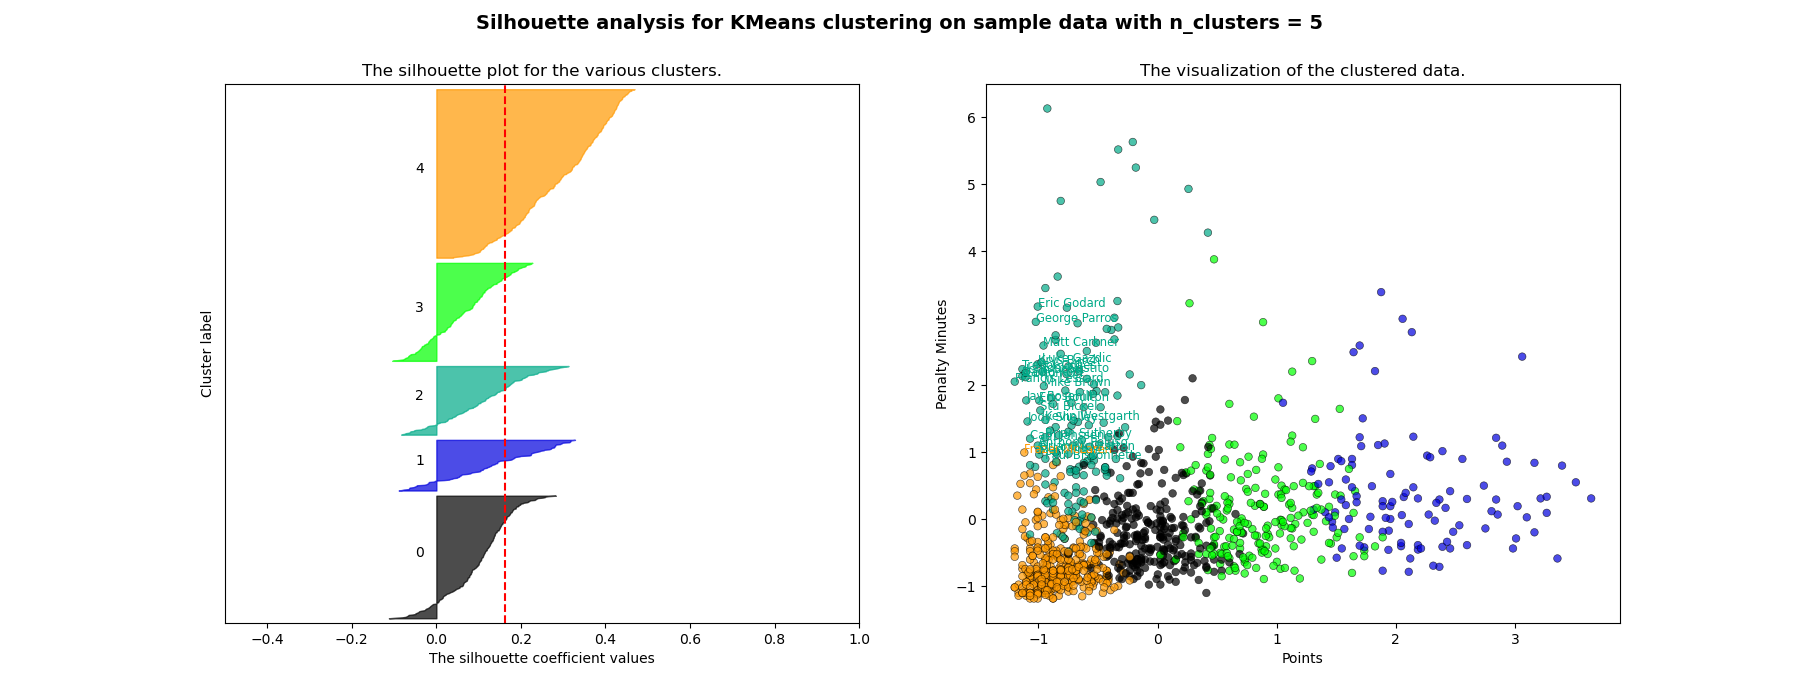 Silhouette analysis for KMeans clustering on sample data with n_clusters = 5
The silhouette plot for the various clusters.
4
3
2
1
0
Cluster label
−0.4
−0.2
0.0
0.2
0.4
0.6
0.8
1.0
The silhouette coefficient values
The visualization of the clustered data.
6
5
4
3
2
1
0
−1
Penalty Minutes
Eric Godard
George Parros
Matt Carkner
Mike Brown
Stu Bickel
Westgarth
−1
0
1
2
3
Points